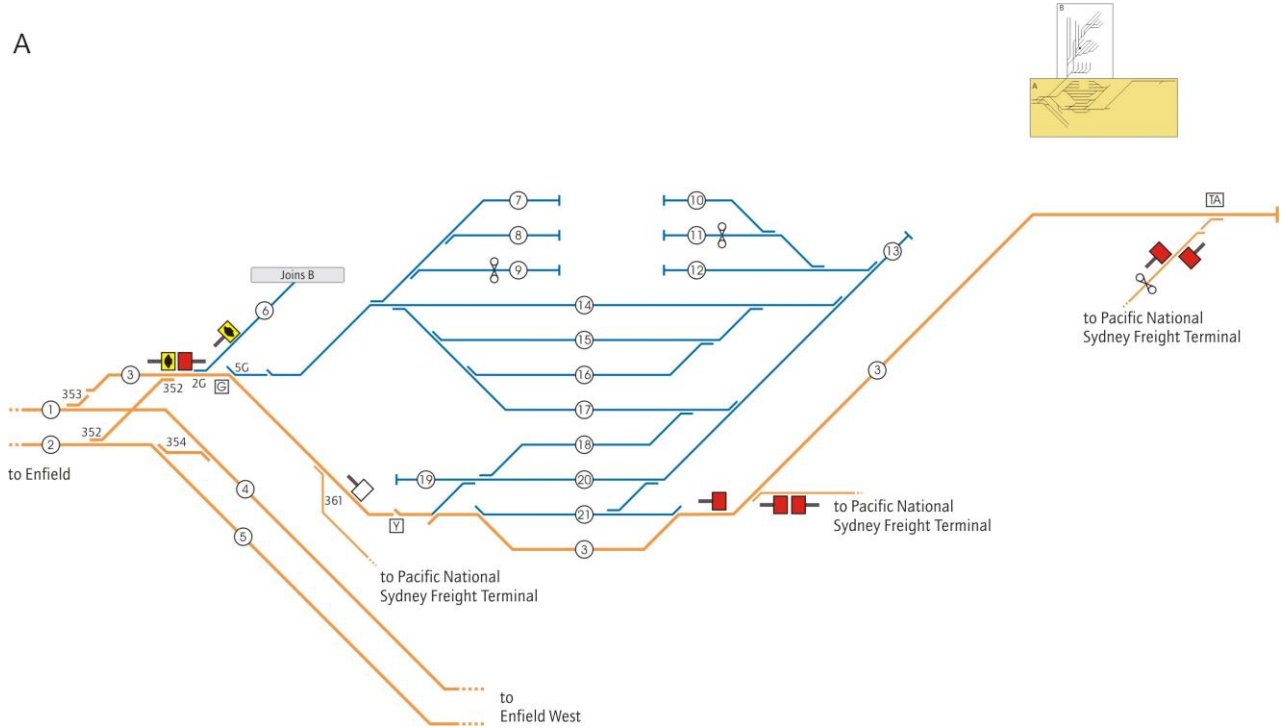 A
B
A
7
10
TA
8
11
9
12
13
Joins B
14
6
to Pacific National
Sydney Freight Terminal
15
5G
3
2G
G
352
16
3
353
1
17
352
354
18
2
to Enfield
19
20
4
361
21
Y
to Pacific National
Sydney Freight Terminal
5
3
to Pacific National
Sydney Freight Terminal
to
Enfield West